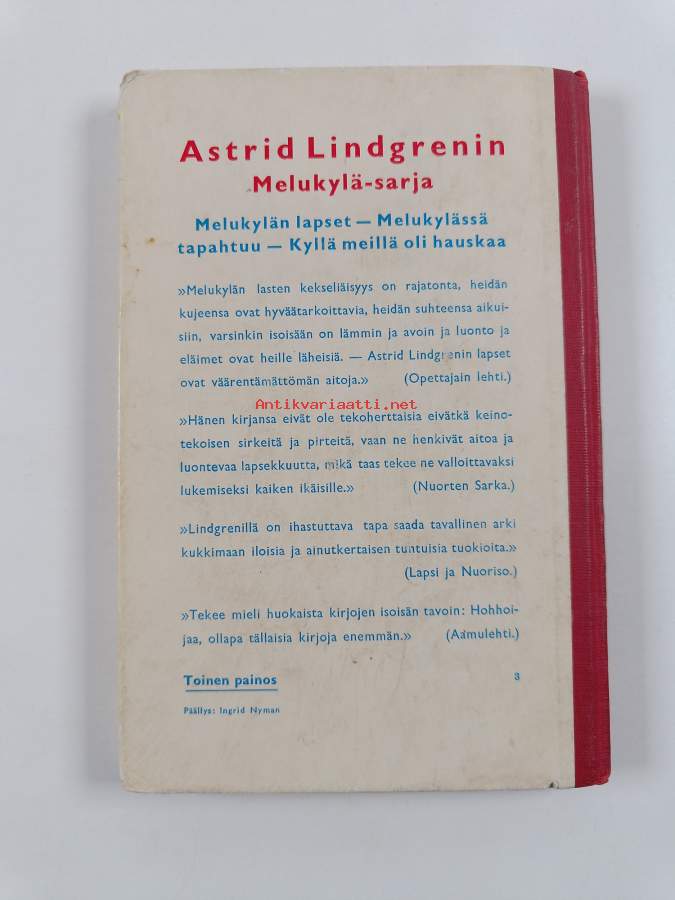 Astrid Lindgrenin
Melukylä-sarja
Melukylän lapset — Melukylässä
tapahtuu — Kyllä meillä oli hauskaa
»Melukylän lasten kekseliäisyys on rajatonta, heidän
kujeensa ovat hyväätarkoittavia, heidän suhteensa aikui-
siin, varsinkin isoisään on lämmin ja avoin ja luonto ja
eläimet ovat heille läheisiä. — Astrid Lindgrenin lapset
ovat väärentämättömän aitoja.» (Opettajain lehti.)
Antikvariaatti.net
»Hänen kirjansa eivät ole tekoherttaisia eivätkä keino-
tekoisen sirkeitä ja pirteitä, vaan ne henkivät aitoa ja
luontevaa lapsekkuutta, mikä taas tekee ne valloittavaksi
lukemiseksi kaiken ikäisille.» (Nuorten Sarka.)
»Lindgrenillä on ihastuttava tapa saada tavallinen arki
kukkimaan iloisia ja ainutkertaisen tuntuisia tuokioita.»
(Lapsi ja Nuoriso.)
»Tekee mieli huokaista kirjojen isoisän tavoin: Hohhoi-
jaa, ollapa tällaisia kirjoja enemmän.» (Aamulehti.)
Toinen painos 3
Päällys: Ingrid Nyman